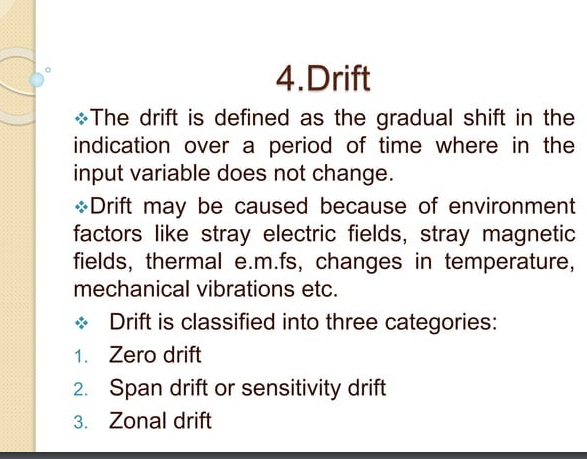 4.Drift
❖The drift is defined as the gradual shift in the
indication over a period of time where in the
input variable does not change.
❖Drift may be caused because of environment
factors like stray electric fields, stray magnetic
fields, thermal e.m.fs, changes in temperature,
mechanical vibrations etc.
❖ Drift is classified into three categories:
1. Zero drift
2. Span drift or sensitivity drift
3. Zonal drift